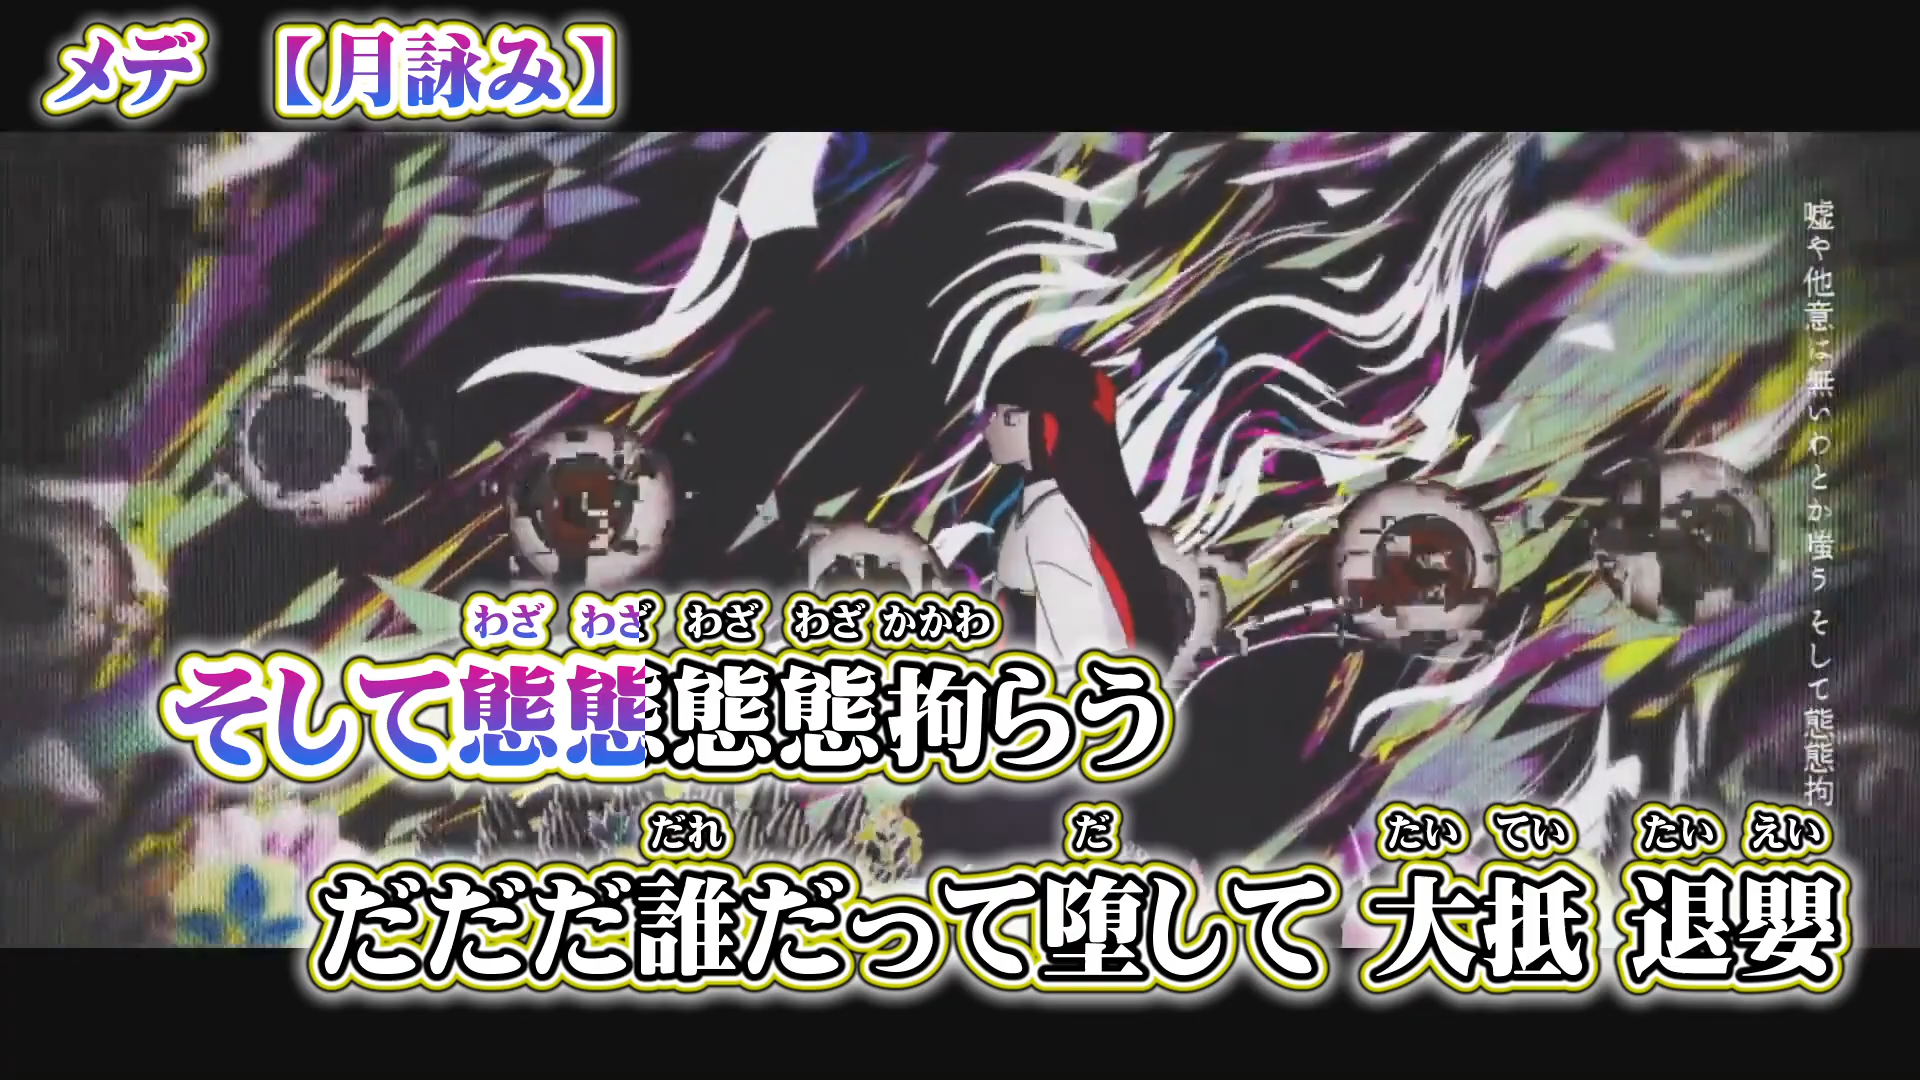 メデ 【月詠み】
嘘や他意は無いわとか嗤う そして態態拘
わざ わざ わざ わざ かかわ
そして態態態態拘らう
だれ だ たい てい たい えい
だだだ誰だって堕して 大抵 退嬰